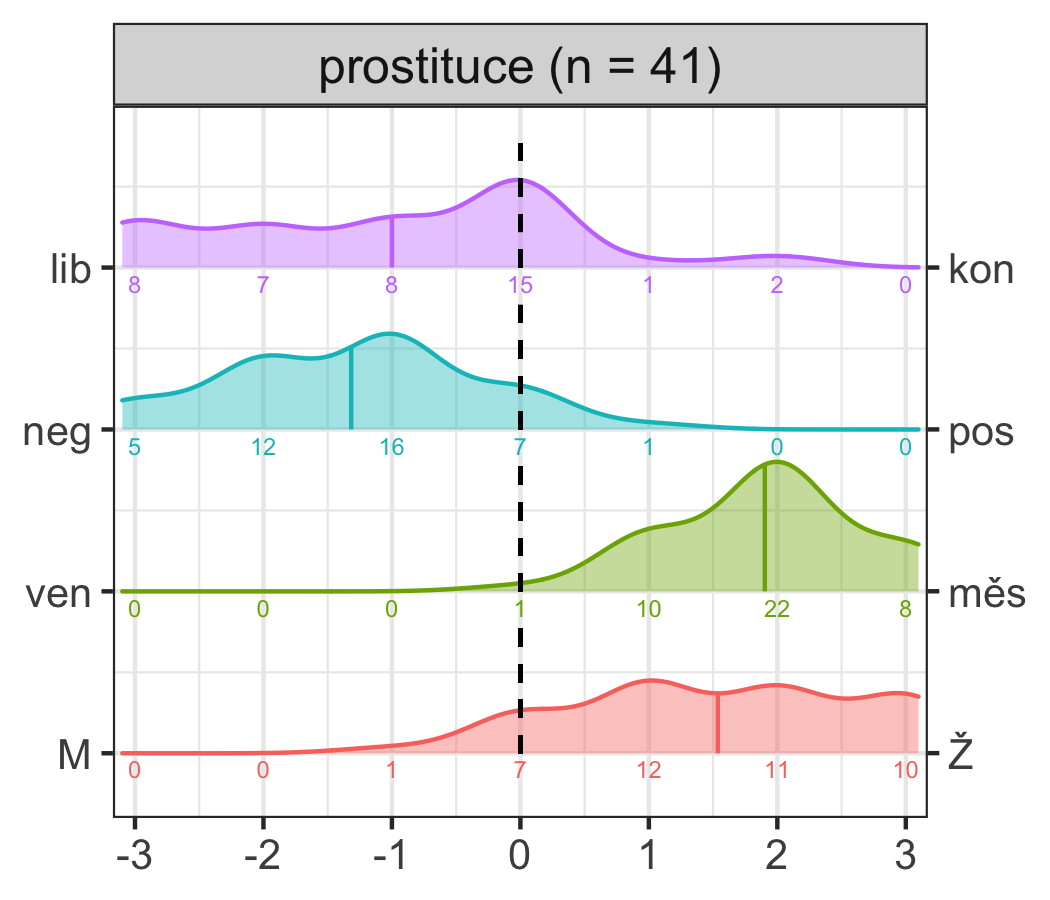 prostituce (n = 41)
lib kon
8 7 8 15 1 2 0
neg pos
5 12 16 7 1 0 0
ven měs
0 0 0 1 10 22 8
M Ž
0 0 1 7 12 11 10
-3 -2 -1 0 1 2 3